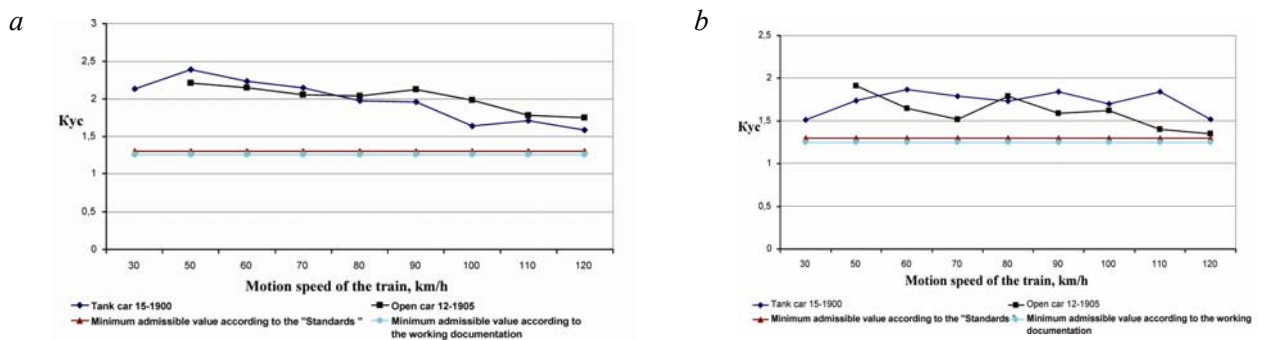 a
3
2,5
2
Kyc
1,5
1
0,5
0
30 50 60 70 80 90 100 110 120
Motion speed of the train, km/h
Tank car 15-1900
Open car 12-1905
Minimum admissible value according to the "Standards "
Minimum admissible value according to
the working documentation
b
2,5
2
1,5
Kyc
1
0,5
0
30 50 60 70 80 90 100 110 120
Motion speed of the train, km/h
Tank car 15-1900
Open car 12-1905
Minimum admissible value according to the "Standards "
Minimum admissible value according to the working
documentation